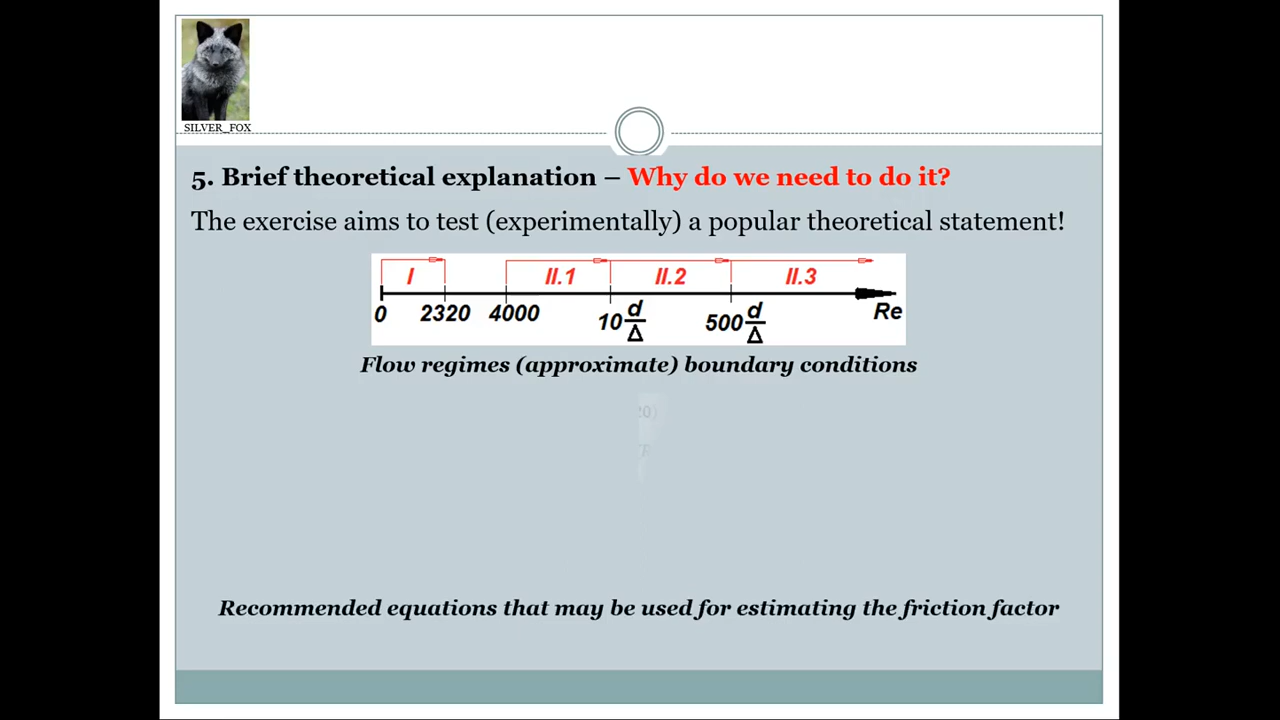 SILVER_FOX
5. Brief theoretical explanation – Why do we need to do it?
The exercise aims to test (experimentally) a popular theoretical statement!
I II.1 II.2 II.3
0 2320 4000 10 d/Δ 500 d/Δ Re
Flow regimes (approximate) boundary conditions
20)
Recommended equations that may be used for estimating the friction factor